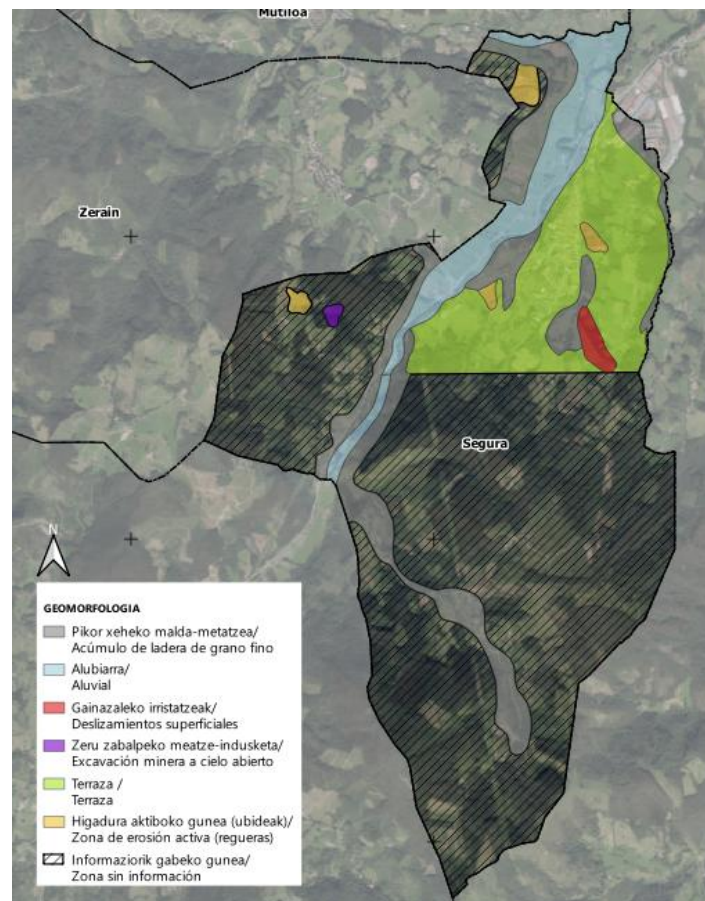 Mutiloa
Zerain
Segura
N
GEOMORFOLOGIA
Pikor xeheko malda-metatzea/
Acúmulo de ladera de grano fino
Alubiarra/
Aluvial
Gainazaleko irristatzeak/
Deslizamientos superficiales
Zeru zabalpeko meatze-indusketa/
Excavación minera a cielo abierto
Terraza /
Terraza
Higadura aktiboko gunea (ubideak)/
Zona de erosión activa (regueras)
Informaziorik gabeko gunea/
Zona sin información